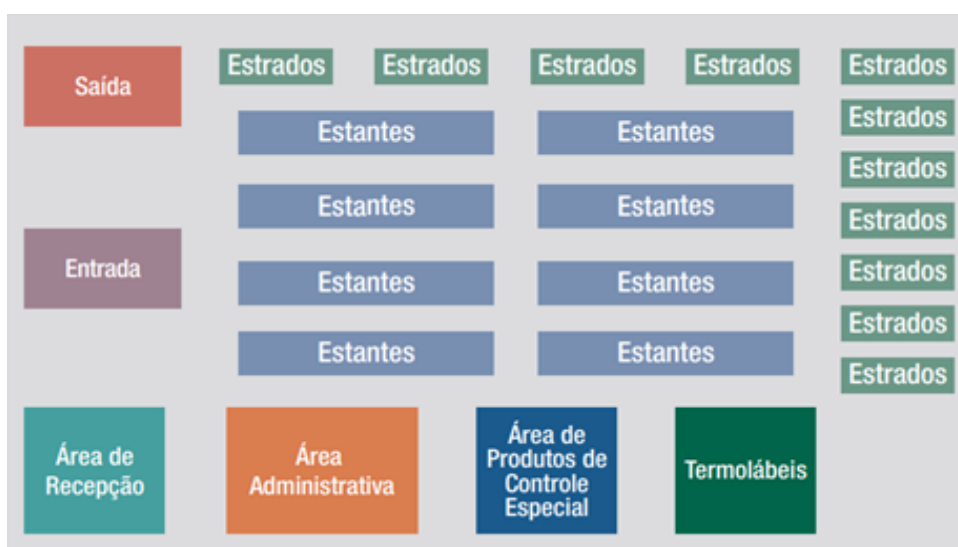 Saída
Estrados
Estrados
Estrados
Estrados
Estrados
Estantes
Estantes
Estrados
Estrados
Estantes
Estantes
Estrados
Entrada
Estantes
Estantes
Estrados
Estrados
Estantes
Estantes
Estrados
Área de
Recepção
Área
Administrativa
Área de
Produtos de
Controle
Especial
Termolábeis